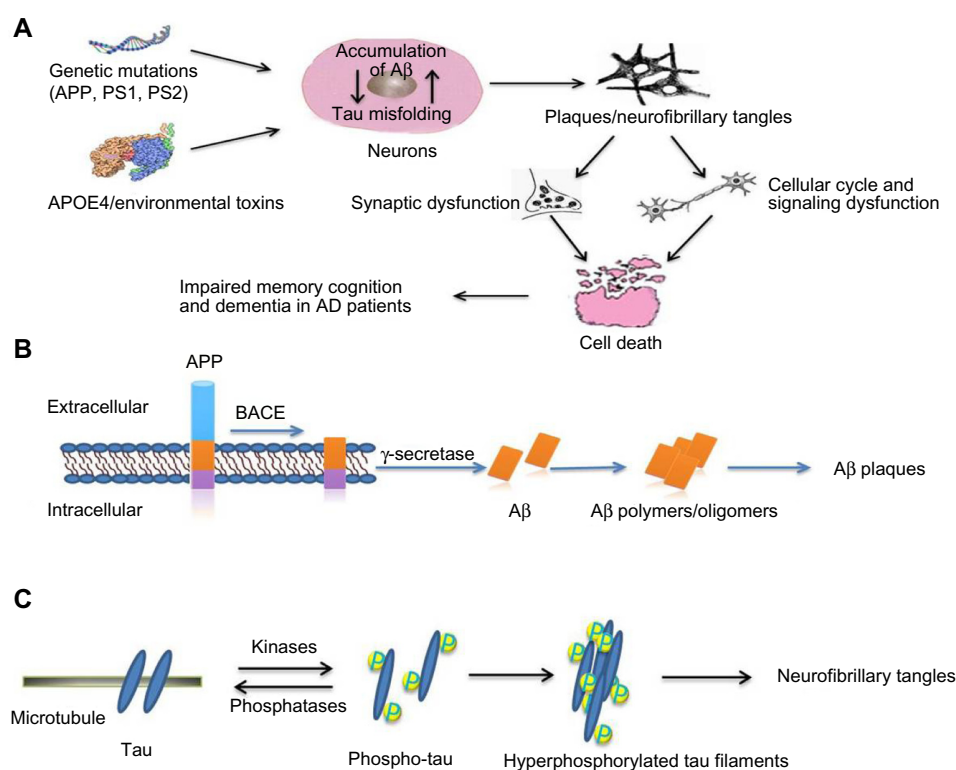 A
Genetic mutations
(APP, PS1, PS2)
APOE4/environmental toxins
Accumulation
of Aβ
Tau misfolding
Neurons
Plaques/neurofibrillary tangles
Synaptic dysfunction
Cellular cycle and
signaling dysfunction
Cell death
Impaired memory cognition
and dementia in AD patients
B
APP
Extracellular
BACE
γ-secretase
Intracellular
Aβ
Aβ polymers/oligomers
Aβ plaques
C
Kinases
Phosphatases
Microtubule
Tau
P
P
P
Phospho-tau
P
P
P
P
P
P
Hyperphosphorylated tau filaments
Neurofibrillary tangles